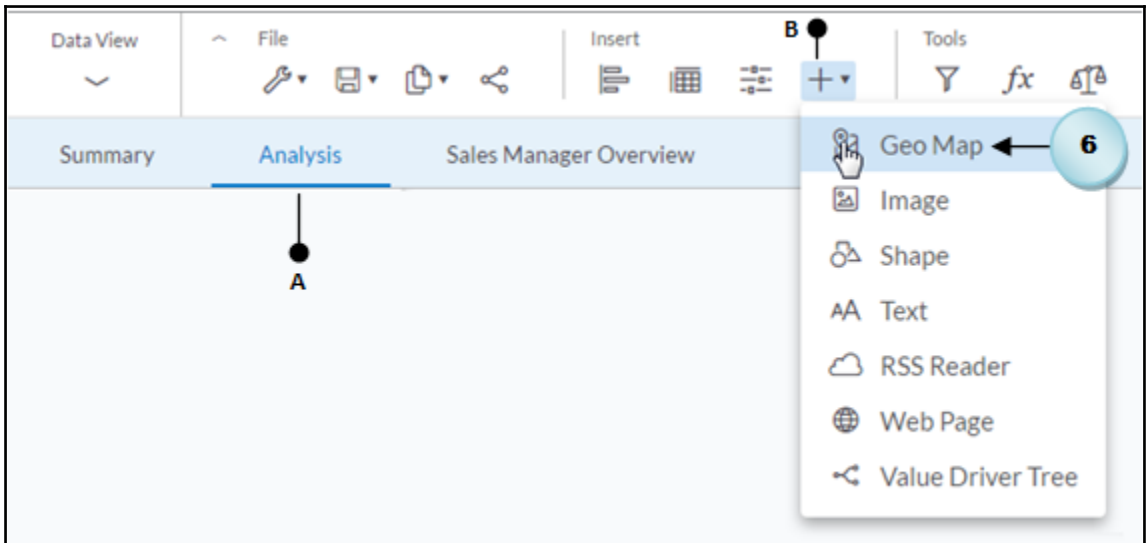 Data View
File
Insert
B
Tools
fx
Summary
Analysis
Sales Manager Overview
Geo Map
6
Image
A
Shape
AA Text
RSS Reader
Web Page
Value Driver Tree